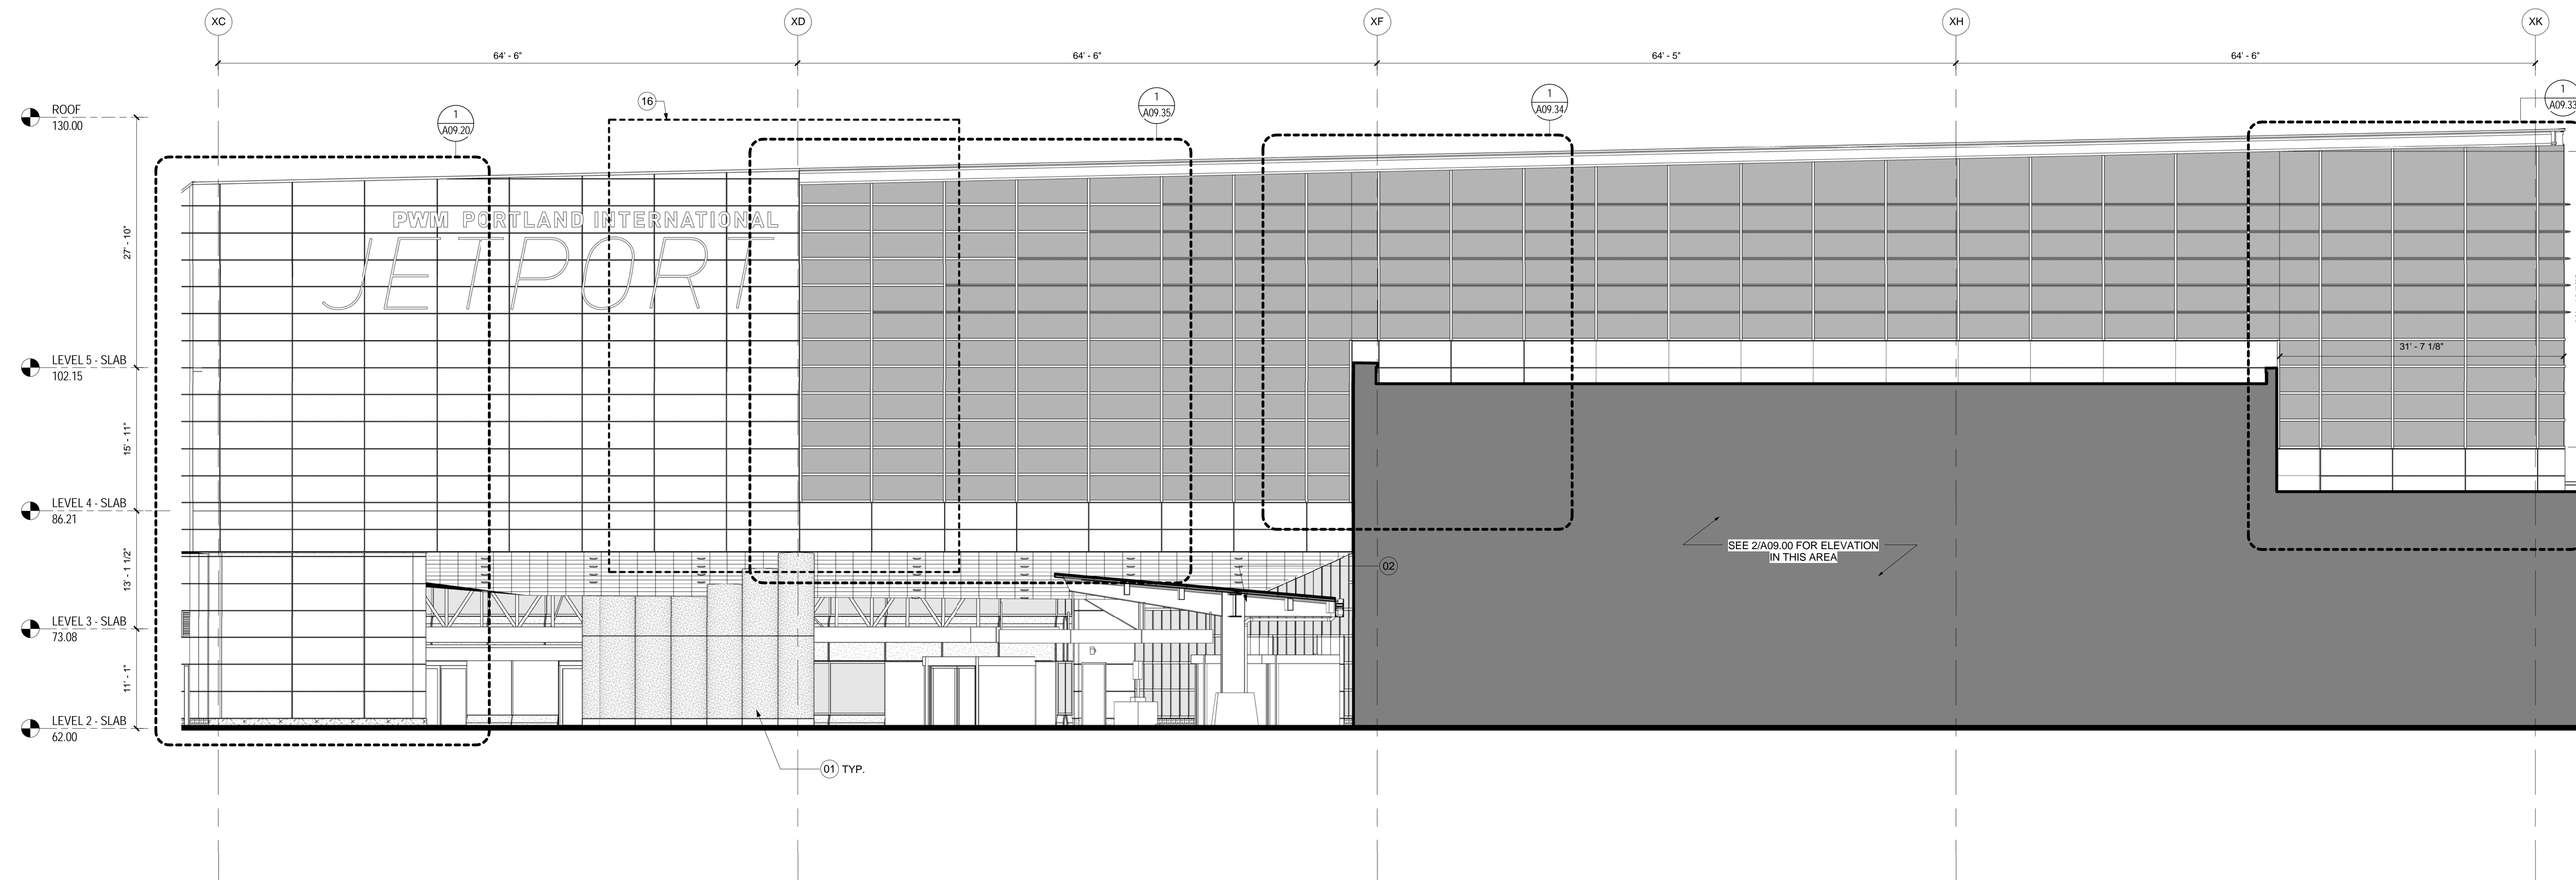 XC
XD
XF
XH
XK
64' - 6"
64' - 6"
64' - 5"
64' - 6"
16
1
A09.20
1
A09.35
1
A09.34
1
A09.33
ROOF
130.00
27' - 10"
PWM PORTLAND INTERNATIONAL
JETPORT
LEVEL 5 - SLAB
102.15
31' - 7 1/8"
15' - 11"
LEVEL 4 - SLAB
86.21
13' - 1 1/2"
SEE 2/A09.00 FOR ELEVATION
IN THIS AREA
02
LEVEL 3 - SLAB
73.08
11' - 1"
LEVEL 2 - SLAB
62.00
01 TYP.